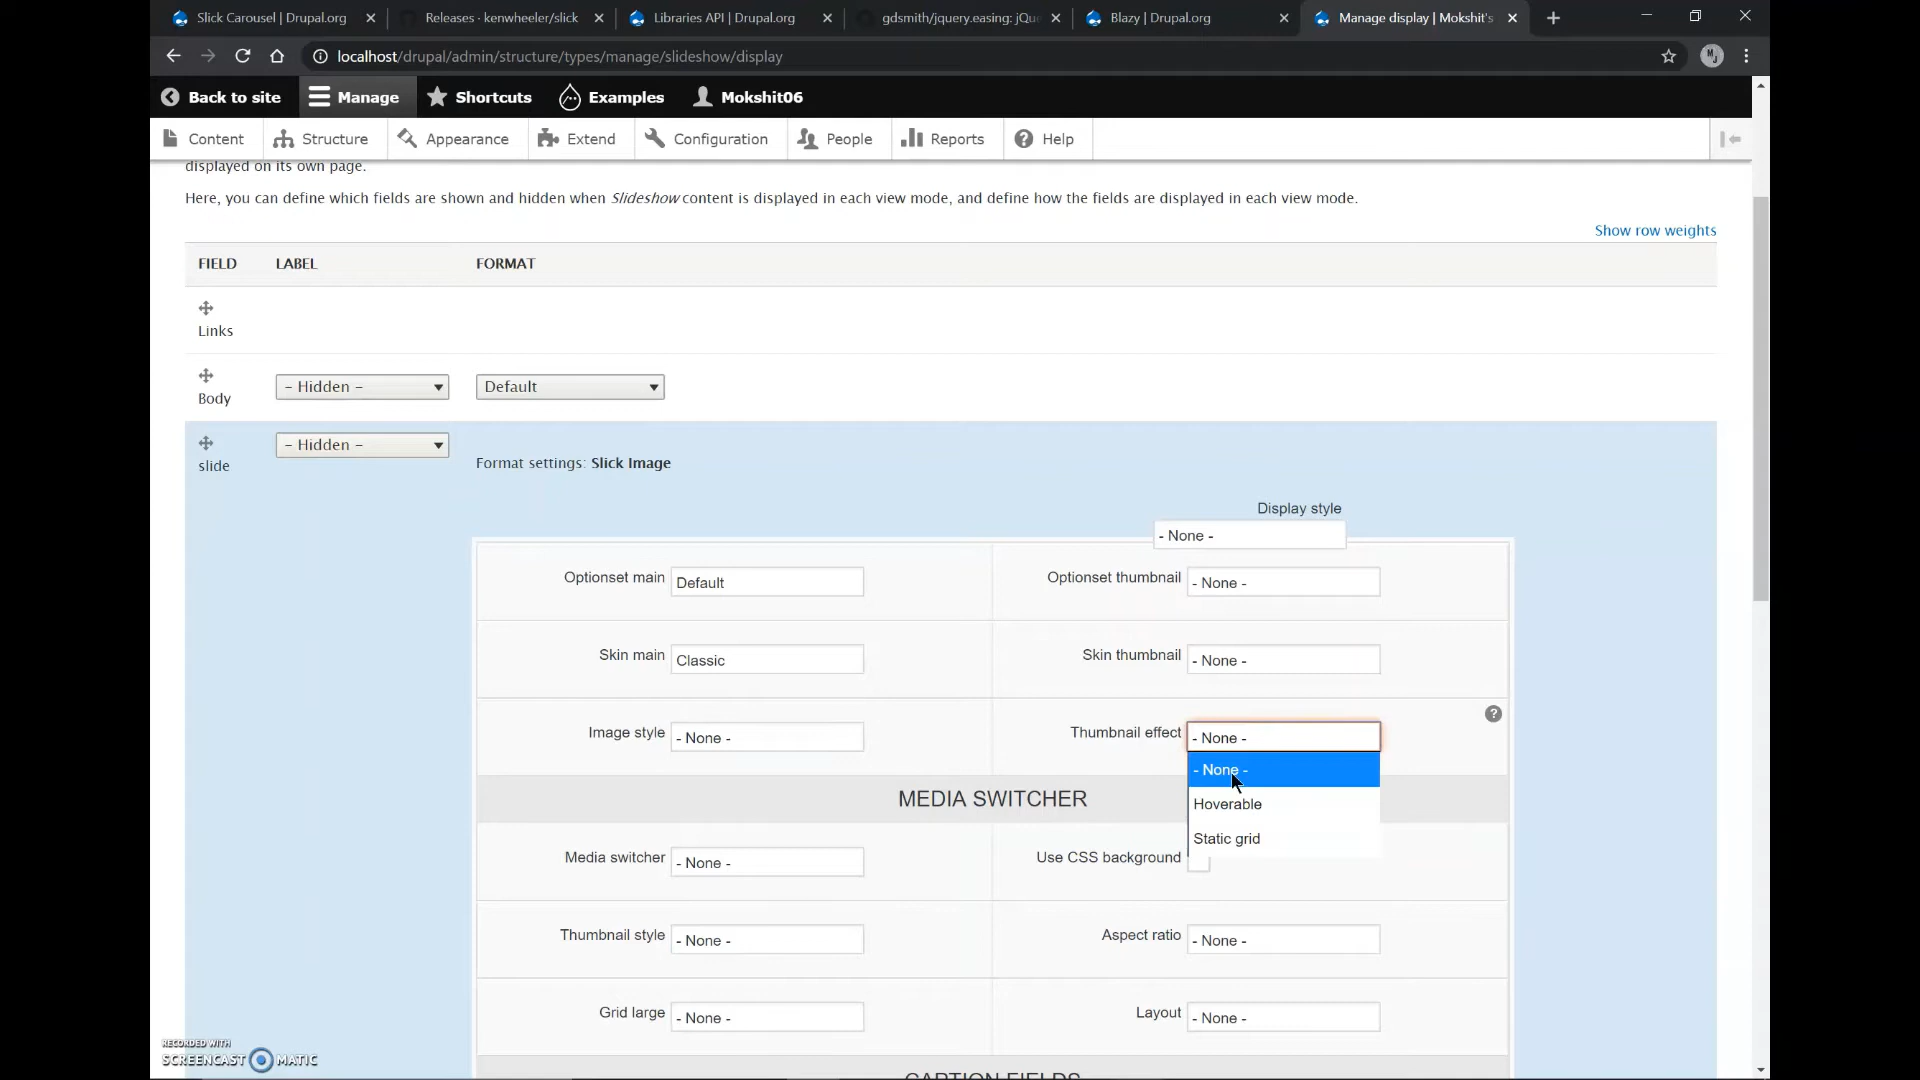 Slick Carousel | Drupal.org
Releases · kenwheeler/slick
Libraries API | Drupal.org
gdsmith/jquery.easing: jQue
Blazy | Drupal.org
Manage display | Mokshit's
localhost/drupal/admin/structure/types/manage/slideshow/display
Back to site
Manage
Shortcuts
Examples
Mokshit06
Content
Structure
Appearance
Extend
Configuration
People
Reports
Help
displayed on its own page.
Here, you can define which fields are shown and hidden when Slideshow content is displayed in each view mode, and define how the fields are displayed in each view mode.
Show row weights
FIELD LABEL FORMAT
Links
Body
- Hidden -
Default
slide
- Hidden -
Format settings: Slick Image
Display style
- None -
Optionset main Default
Optionset thumbnail - None -
Skin main Classic
Skin thumbnail - None -
Image style - None -
Thumbnail effect - None -
- None -
Hoverable
Static grid
MEDIA SWITCHER
Media switcher - None -
Use CSS background
Thumbnail style - None -
Aspect ratio - None -
Grid large - None -
Layout - None -
CAPTION FIELDS
RECORDED WITH
SCREENCAST MATIC